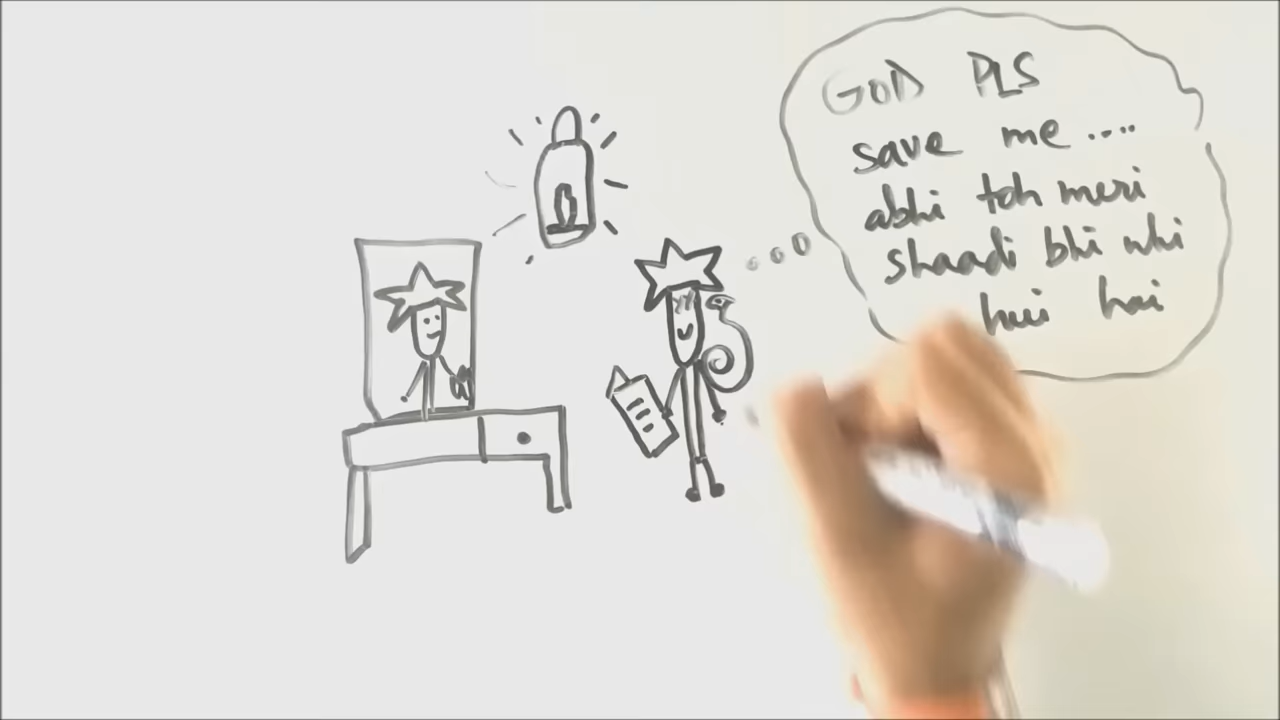 GOD PLS
save me ....
abhi toh meri
shaadi bhi nhi
hui hai